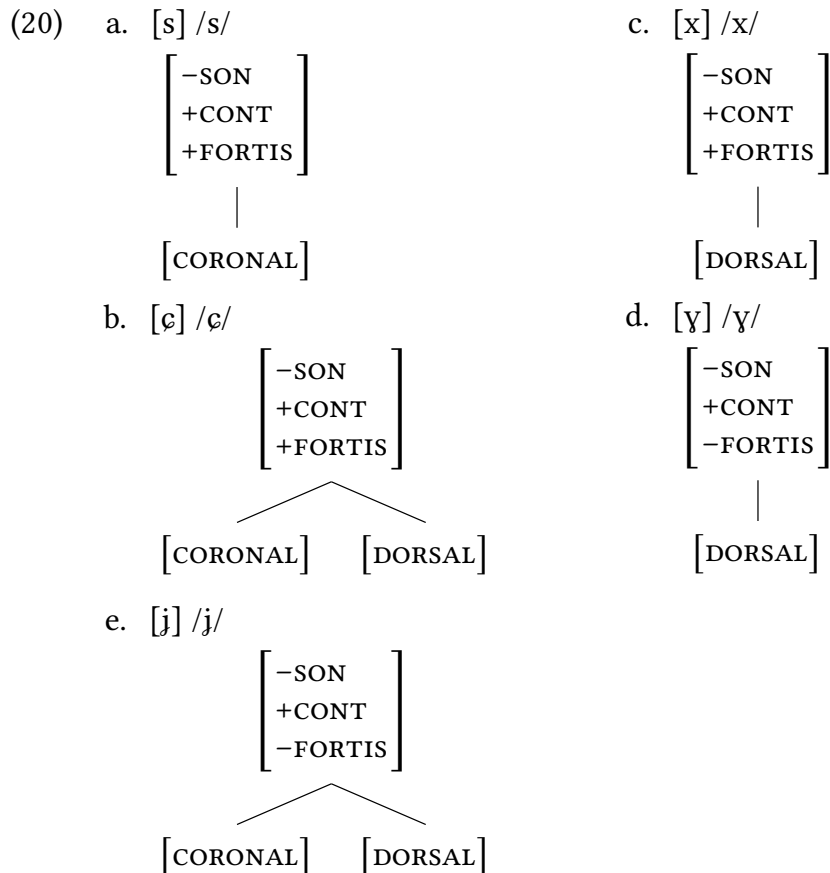 (20) a. [s] /s/ c. [x] /x/
−SON −SON
+CONT +CONT
+FORTIS +FORTIS
[CORONAL] [DORSAL]
b. [ç] /ç/ d. [ɣ] /ɣ/
−SON −SON
+CONT +CONT
+FORTIS −FORTIS
[CORONAL] [DORSAL] [DORSAL]
e. [ʝ] /ʝ/
−SON
+CONT
−FORTIS
[CORONAL] [DORSAL]